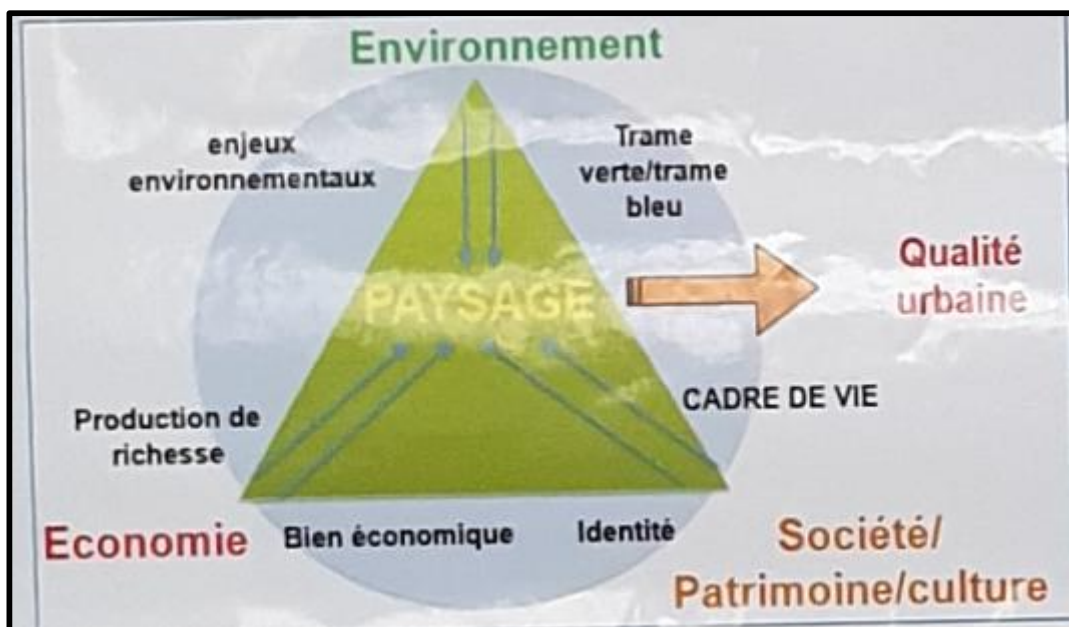 Environnement
enjeux
environnementaux
Trame
verte/trame
bleu
PAYSAGE
Qualité
urbaine
CADRE DE VIE
Production de
richesse
Economie
Bien économique
Identité
Société/
Patrimoine/culture